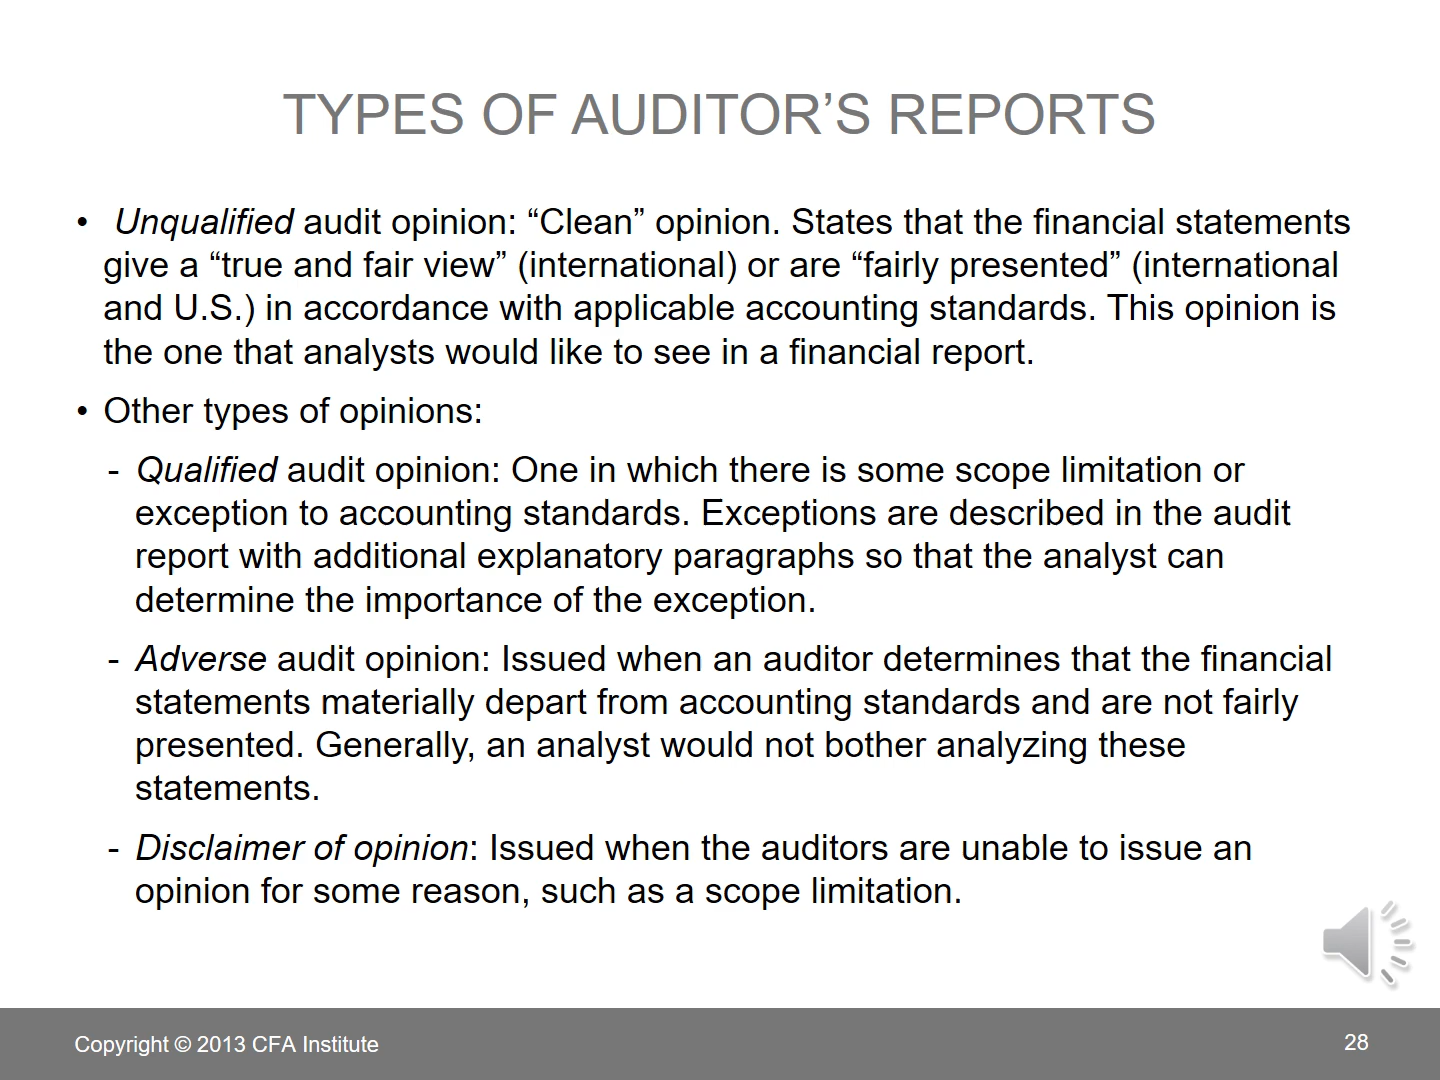 TYPES OF AUDITOR’S REPORTS
• Unqualified audit opinion: “Clean” opinion. States that the financial statements
give a “true and fair view” (international) or are “fairly presented” (international
and U.S.) in accordance with applicable accounting standards. This opinion is
the one that analysts would like to see in a financial report.
• Other types of opinions:
- Qualified audit opinion: One in which there is some scope limitation or
exception to accounting standards. Exceptions are described in the audit
report with additional explanatory paragraphs so that the analyst can
determine the importance of the exception.
- Adverse audit opinion: Issued when an auditor determines that the financial
statements materially depart from accounting standards and are not fairly
presented. Generally, an analyst would not bother analyzing these
statements.
- Disclaimer of opinion: Issued when the auditors are unable to issue an
opinion for some reason, such as a scope limitation.
Copyright © 2013 CFA Institute
28